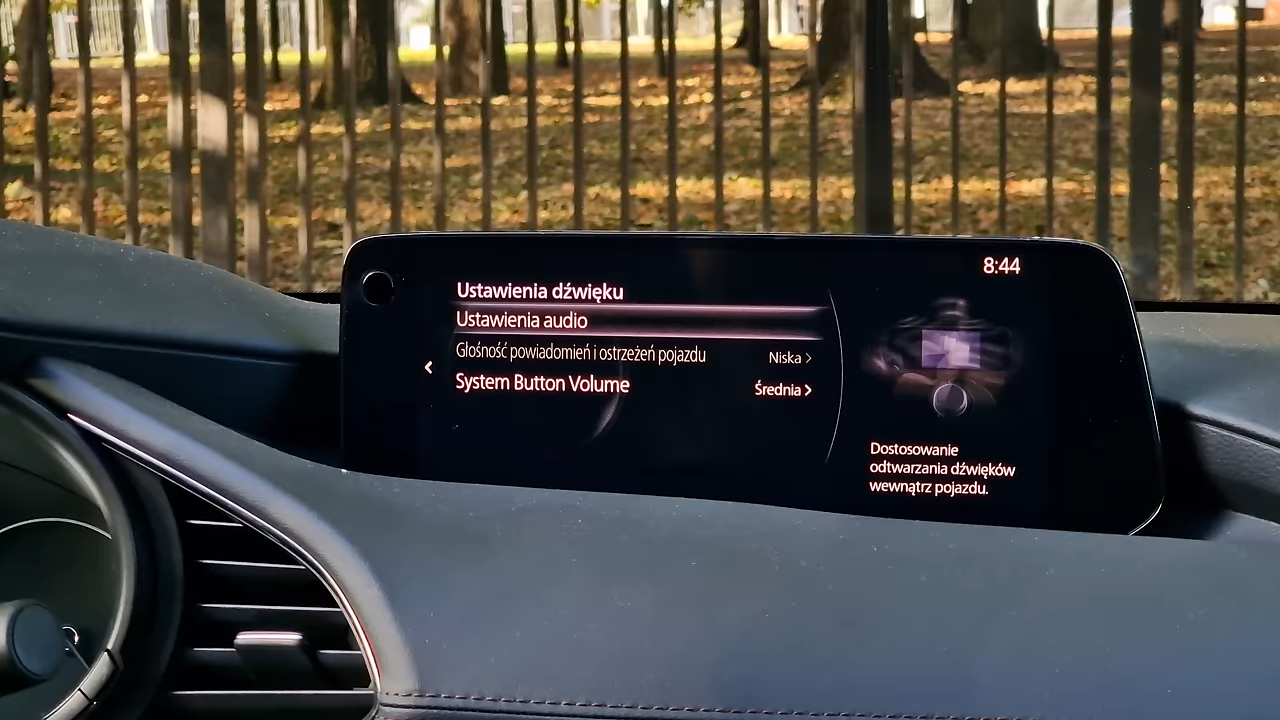 8:44
Ustawienia dźwięku
Ustawienia audio
Głośność powiadomień i ostrzeżeń pojazdu Niska
System Button Volume Średnia
Dostosowanie
odtwarzania dźwięków
wewnątrz pojazdu.